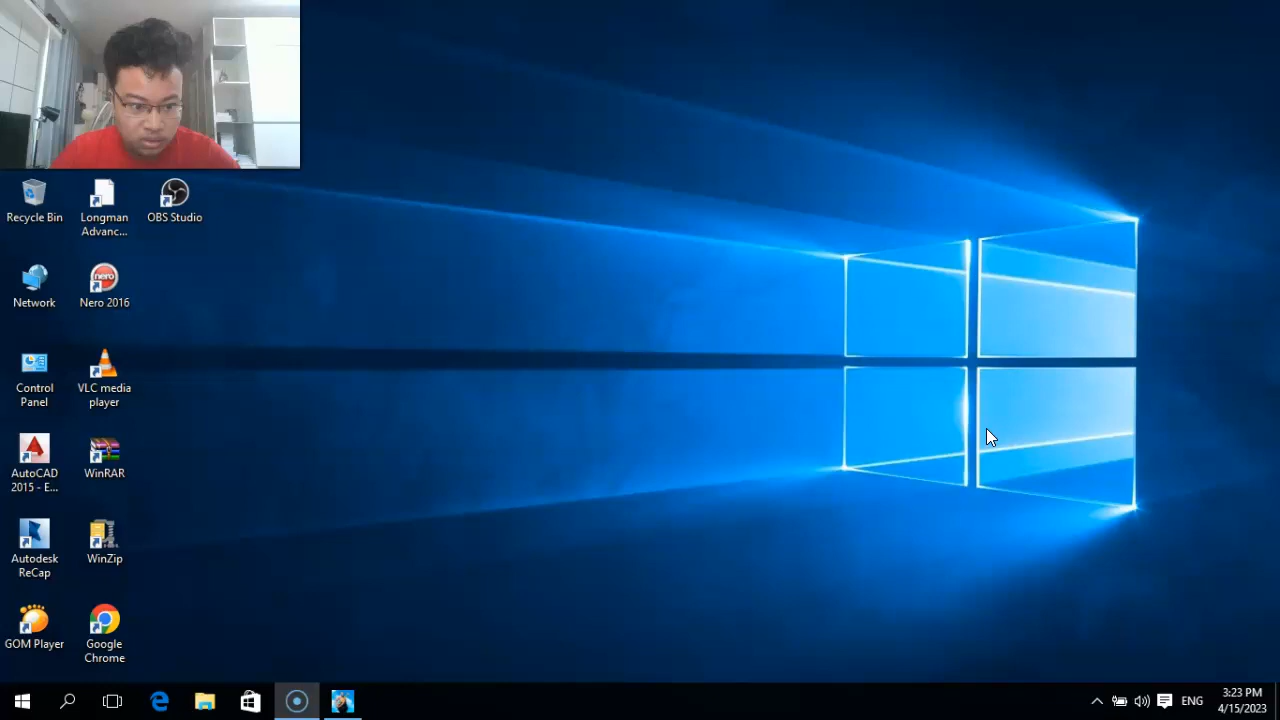 Recycle Bin
Longman
Advanc...
OBS Studio
Network
nero
Nero 2016
Control
Panel
VLC media
player
AutoCAD
2015 - E...
WinRAR
Autodesk
ReCap
WinZip
GOM Player
Google
Chrome
ENG
3:23 PM
4/15/2023